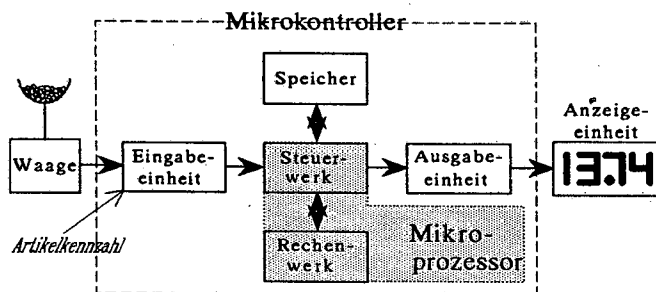 Mikrokontroller
Speicher
Anzeige-
einheit
Waage
Eingabe-
einheit
Steuer-
werk
Ausgabe-
einheit
13.74
Artikelkennzahl
Rechen-
werk
Mikro-
prozessor